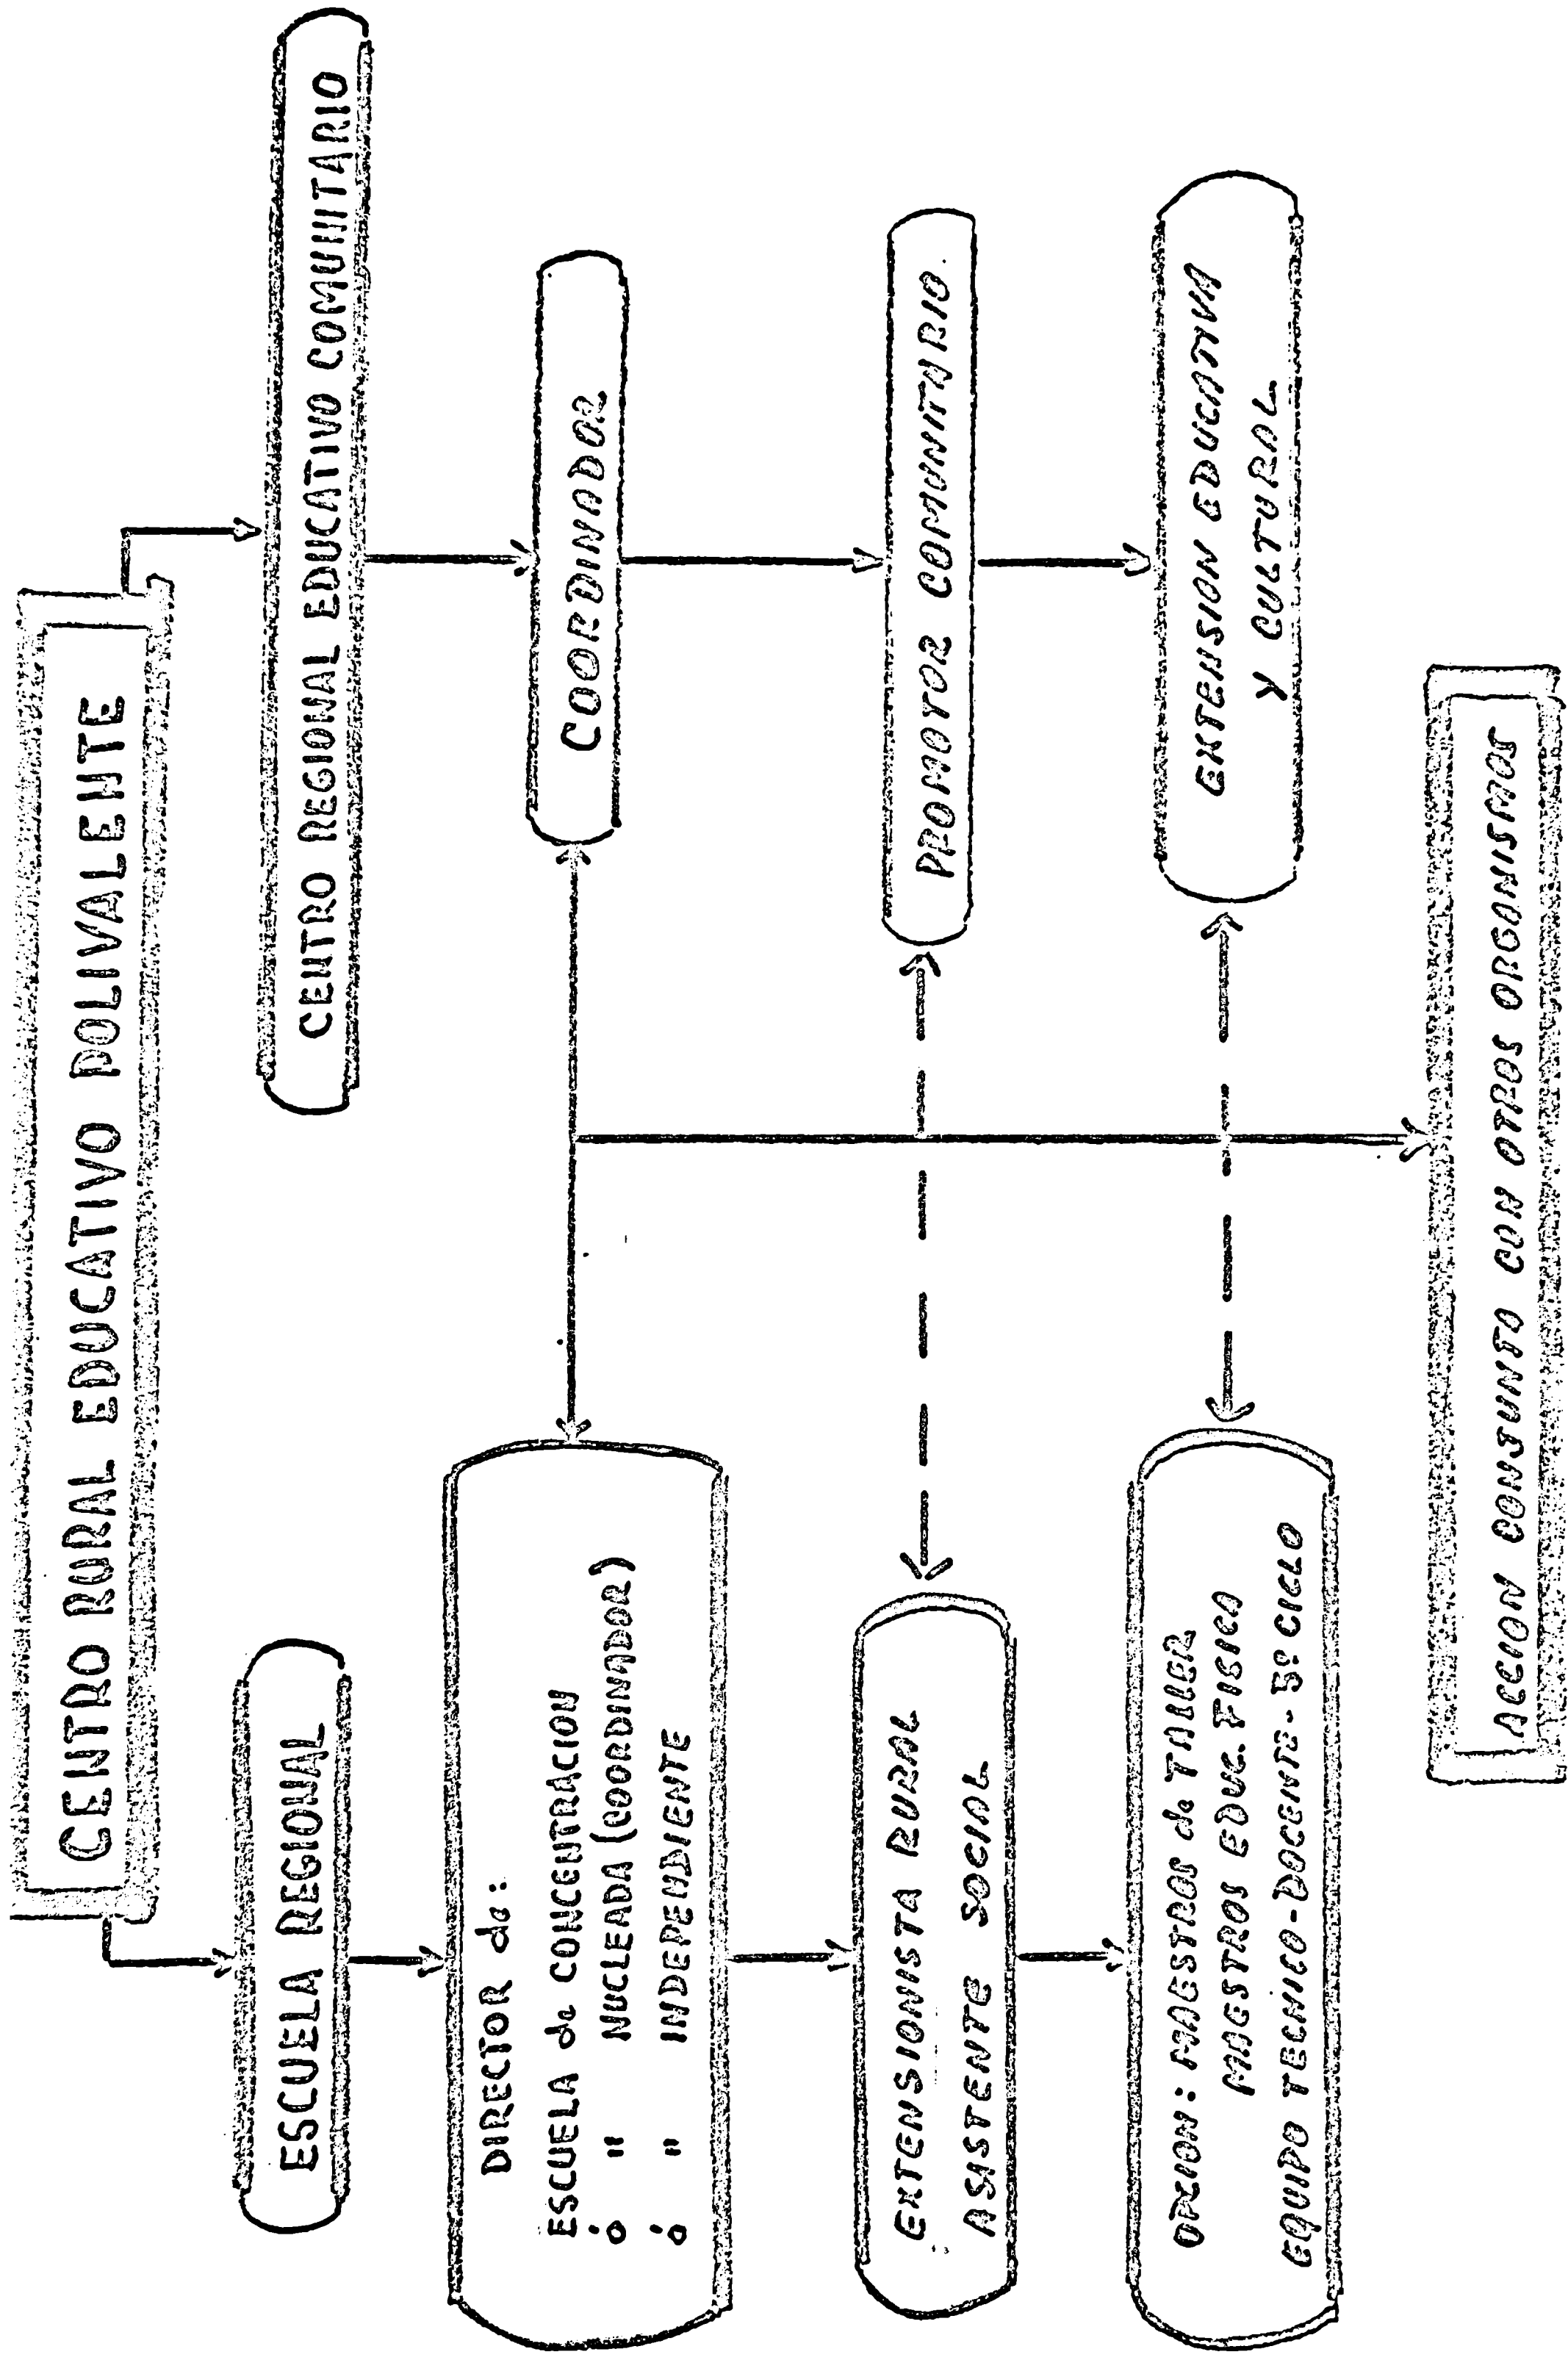 CENTRO RURAL EDUCATIVO POLIVALENTE
ESCUELA REGIONAL
CENTRO REGIONAL EDUCATIVO COMUNITARIO
DIRECTOR de:
ESCUELA de CONCENTRACION
ó " NUCLEADA (COORDINADOR)
ó " INDEPENDIENTE
COORDINADOR
EXTENSIONISTA RURAL
ASISTENTE SOCIAL
PROMOTOR COMUNITARIO.
OPCION: MAESTROS de TALLER
MAESTROS EDUC. FISICA
EQUIPO TECNICO-DOCENTE-3º CICLO
EXTENSION EDUCATIVA
Y CULTURAL
ACCION CONJUNTO CON OTROS ORGANISMOS